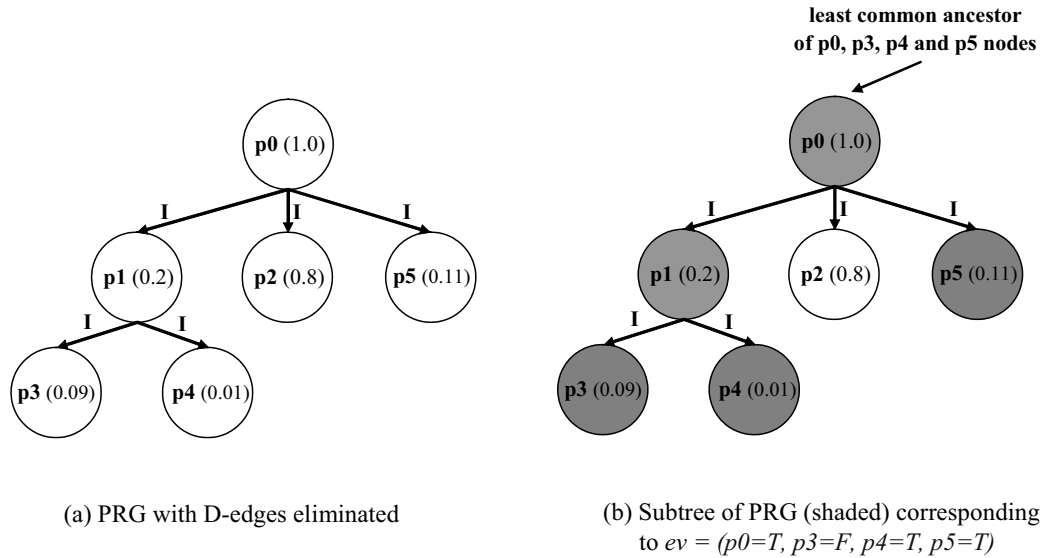 least common ancestor
of p0, p3, p4 and p5 nodes
p0 (1.0)
I
I
I
p1 (0.2)
p2 (0.8)
p5 (0.11)
I
I
p3 (0.09)
p4 (0.01)
(a) PRG with D-edges eliminated
p0 (1.0)
I
I
I
p1 (0.2)
p2 (0.8)
p5 (0.11)
I
I
p3 (0.09)
p4 (0.01)
(b) Subtree of PRG (shaded) corresponding
to ev = (p0=T, p3=F, p4=T, p5=T)